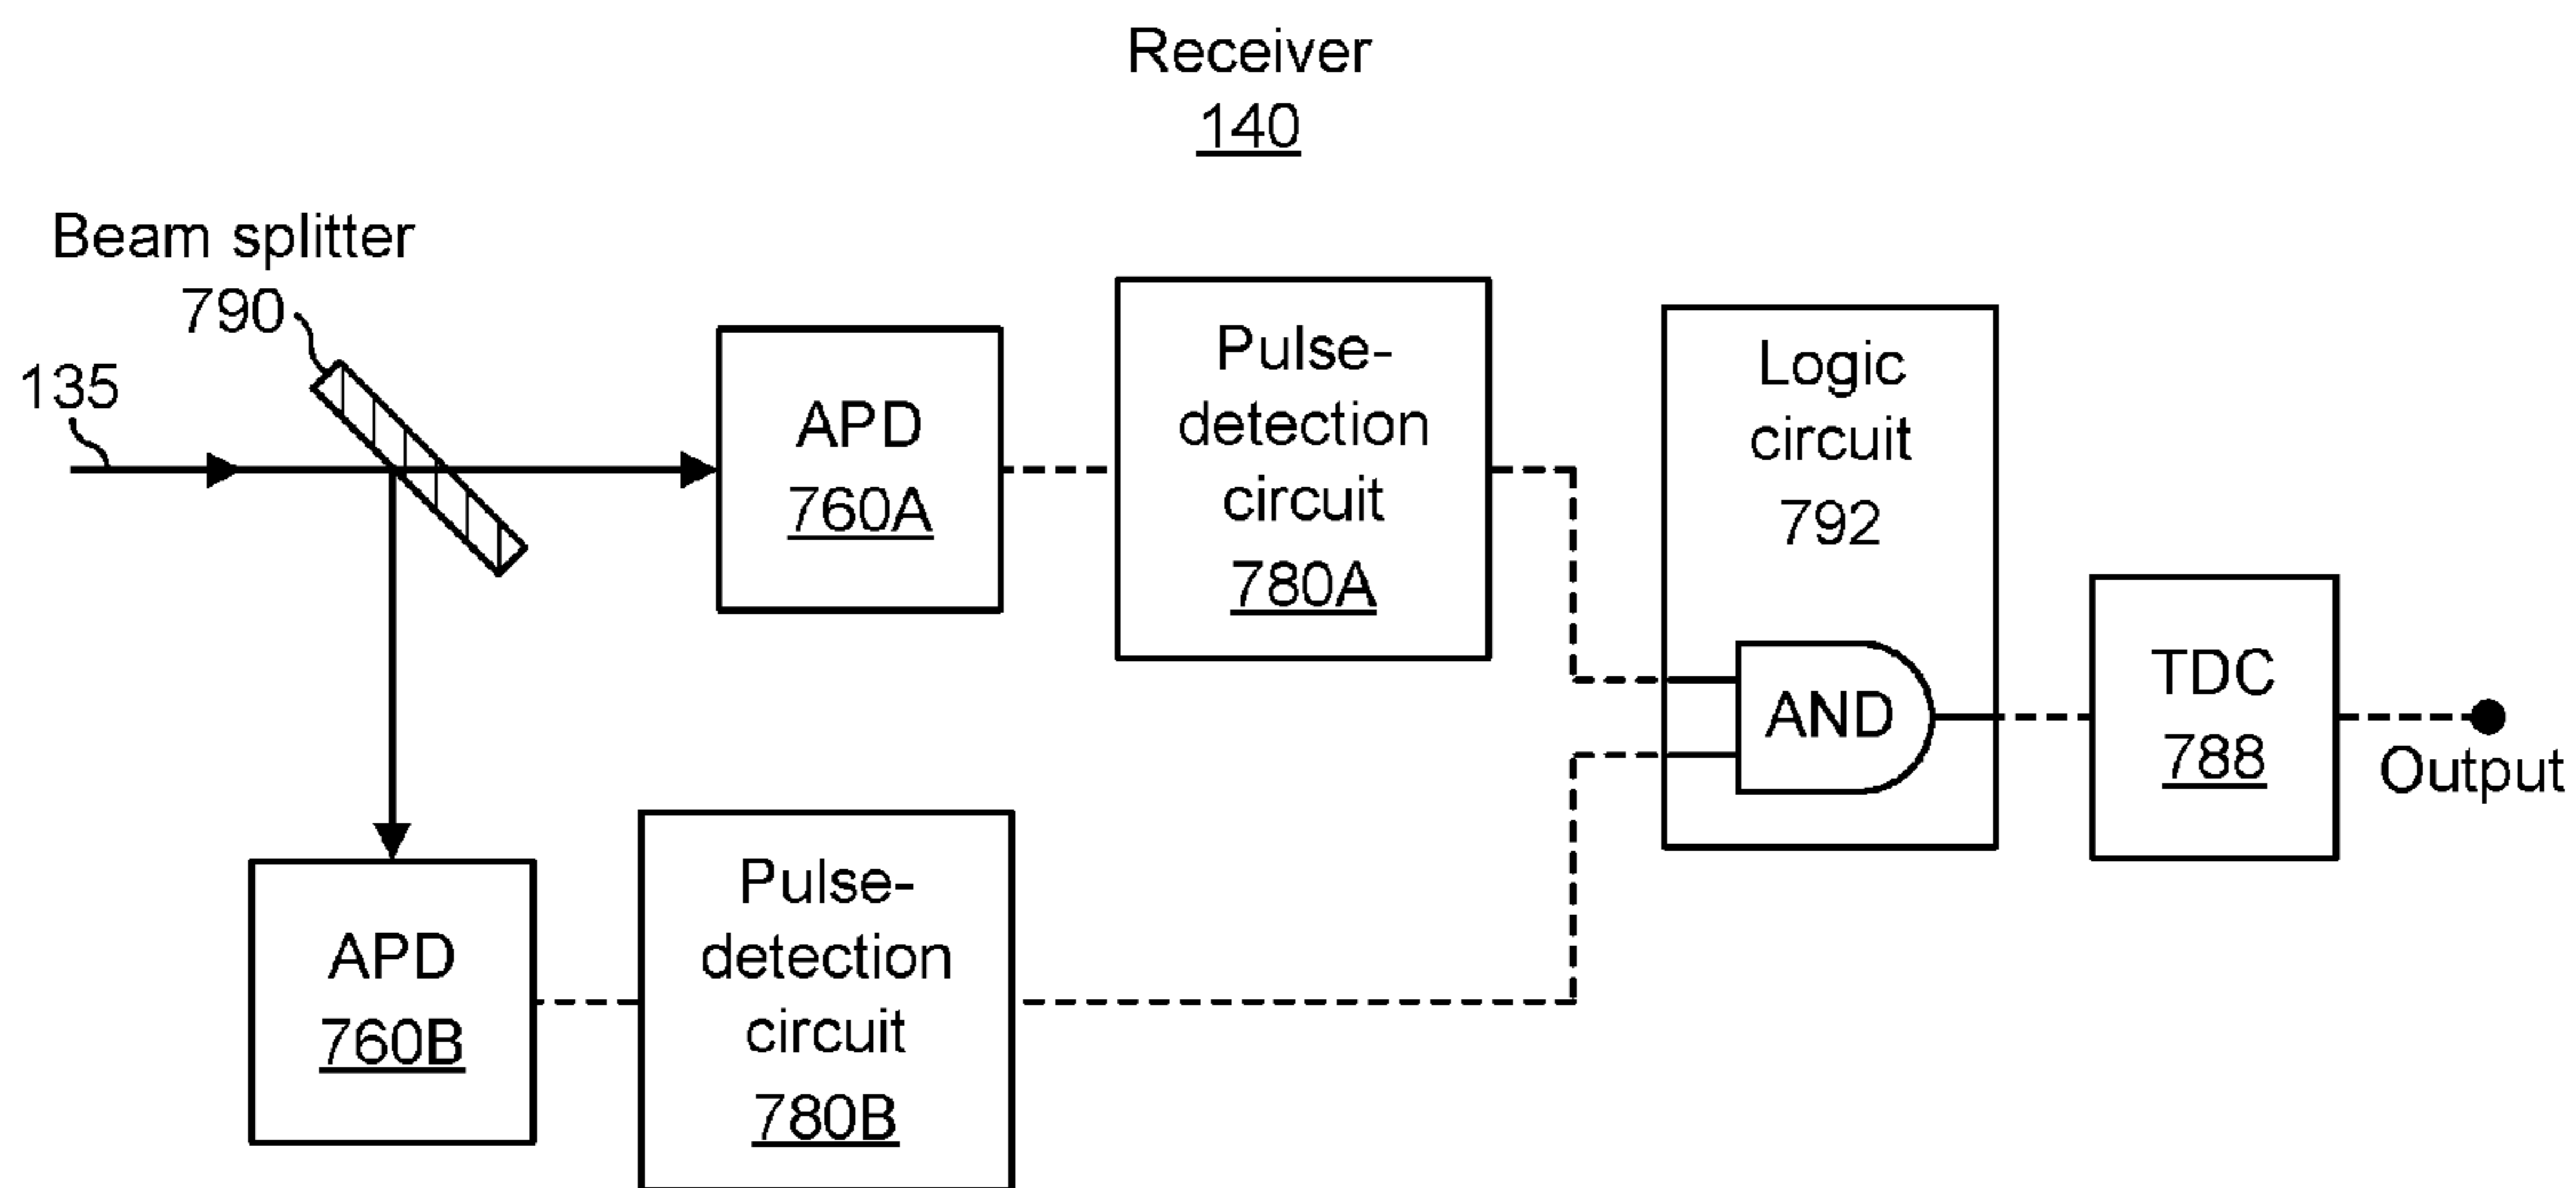 Receiver
140
Beam splitter
790
135
APD
760A
Pulse-
detection
circuit
780A
Logic
circuit
792
AND
TDC
788
Output
APD
760B
Pulse-
detection
circuit
780B